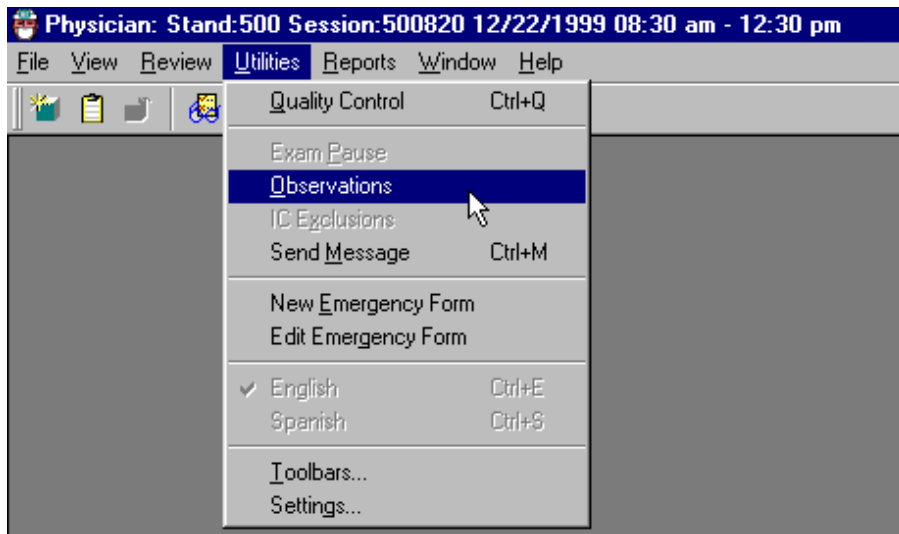 Physician: Stand:500 Session:500820 12/22/1999 08:30 am - 12:30 pm
File View Review Utilities Reports Window Help
Quality Control Ctrl+Q
Exam Pause
Observations
IC Exclusions
Send Message Ctrl+M
New Emergency Form
Edit Emergency Form
English Ctrl+E
Spanish Ctrl+S
Toolbars...
Settings...